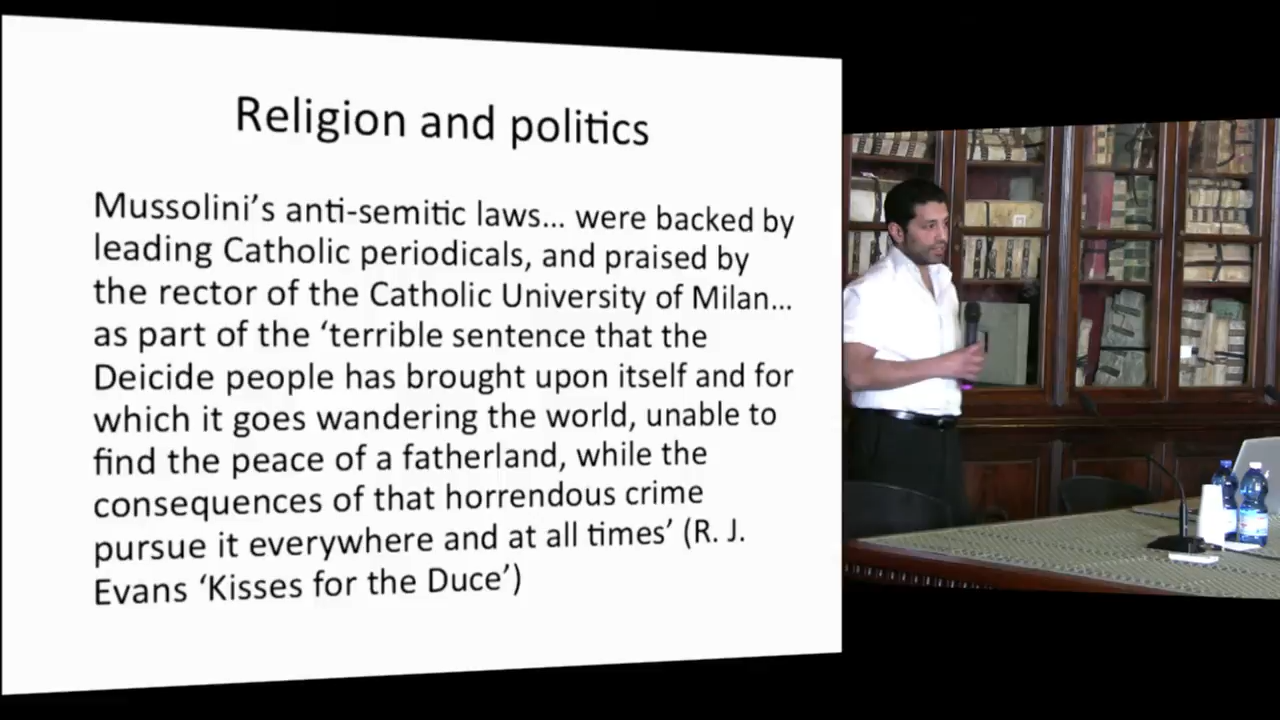 Religion and politics
Mussolini’s anti-semitic laws... were backed by
leading Catholic periodicals, and praised by
the rector of the Catholic University of Milan...
as part of the ‘terrible sentence that the
Deicide people has brought upon itself and for
which it goes wandering the world, unable to
find the peace of a fatherland, while the
consequences of that horrendous crime
pursue it everywhere and at all times’ (R. J.
Evans ‘Kisses for the Duce’)